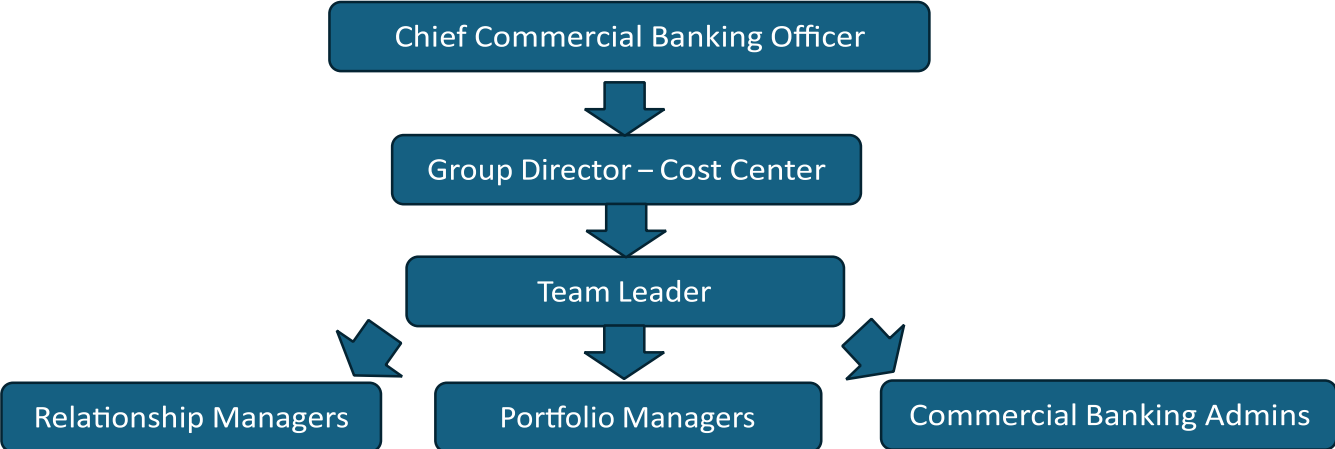 Chief Commercial Banking Officer
Group Director – Cost Center
Team Leader
Relationship Managers
Portfolio Managers
Commercial Banking Admins